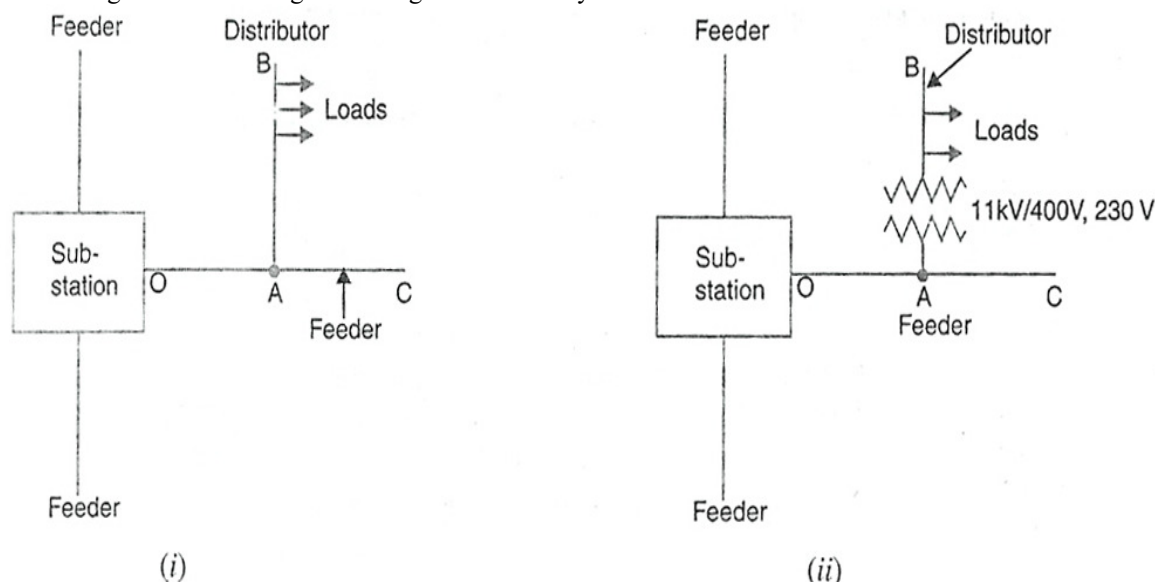 Feeder
Distributor
B
Loads
Sub-
station
O
A
C
Feeder
Feeder
(i)
Feeder
Distributor
B
Loads
11kV/400V, 230 V
Sub-
station
O
A
C
Feeder
Feeder
(ii)